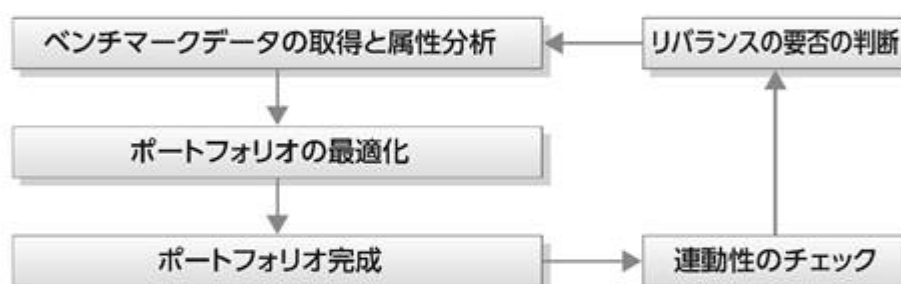 ベンチマークデータの取得と属性分析
リバランスの要否の判断
ポートフォリオの最適化
ポートフォリオ完成
連動性のチェック